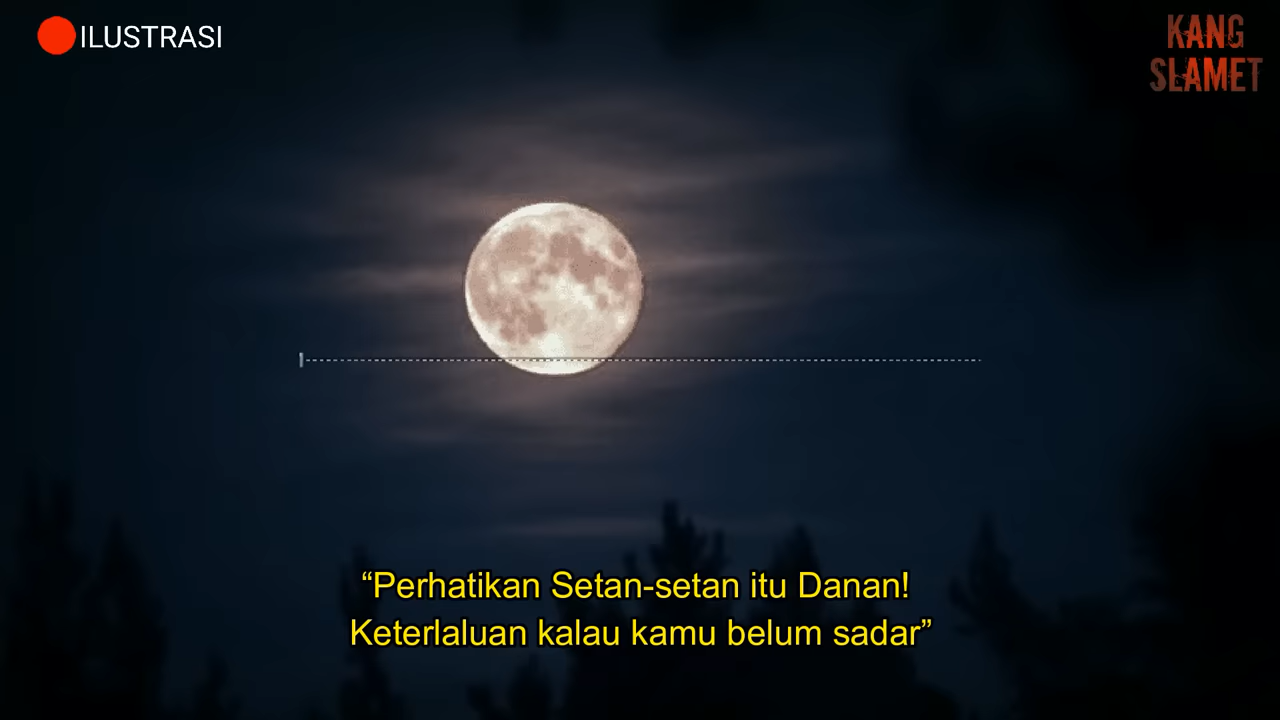 ILUSTRASI
KANG
SLAMET
“Perhatikan Setan-setan itu Danan!
Keterlaluan kalau kamu belum sadar”